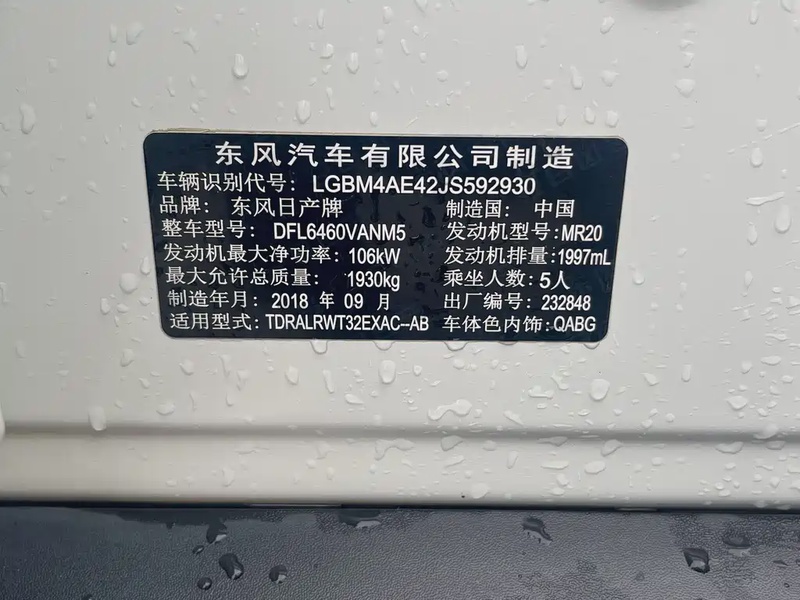 东风汽车有限公司制造
车辆识别代号: LGBM4AE42JS592930
品牌: 东风日产牌 制造国: 中国
整车型号: DFL6460VANM5 发动机型号:MR20
发动机最大净功率: 106kW 发动机排量:1997mL
最大允许总质量: 1930kg 乘坐人数:5人
制造年月: 2018 年 09 月 出厂编号: 232848
适用型式:TDRALRWT32EXAC--AB 车体色内饰:QABG